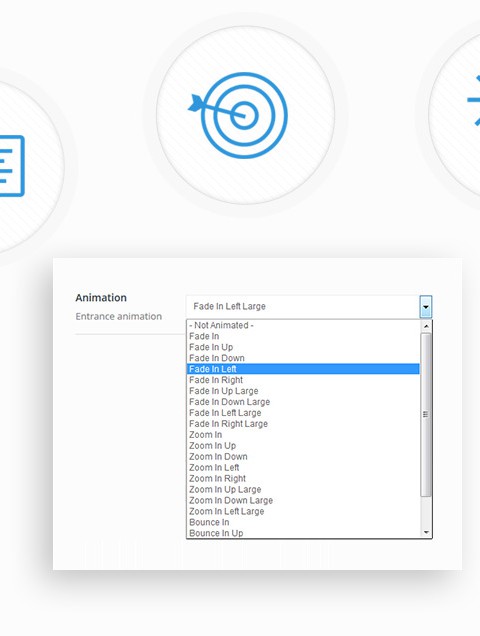 Animation
Fade In Left Large
Entrance animation
- Not Animated -
Fade In
Fade In Up
Fade In Down
Fade In Left
Fade In Right
Fade In Up Large
Fade In Down Large
Fade In Left Large
Fade In Right Large
Zoom In
Zoom In Up
Zoom In Down
Zoom In Left
Zoom In Right
Zoom In Up Large
Zoom In Down Large
Zoom In Left Large
Bounce In
Bounce In Up